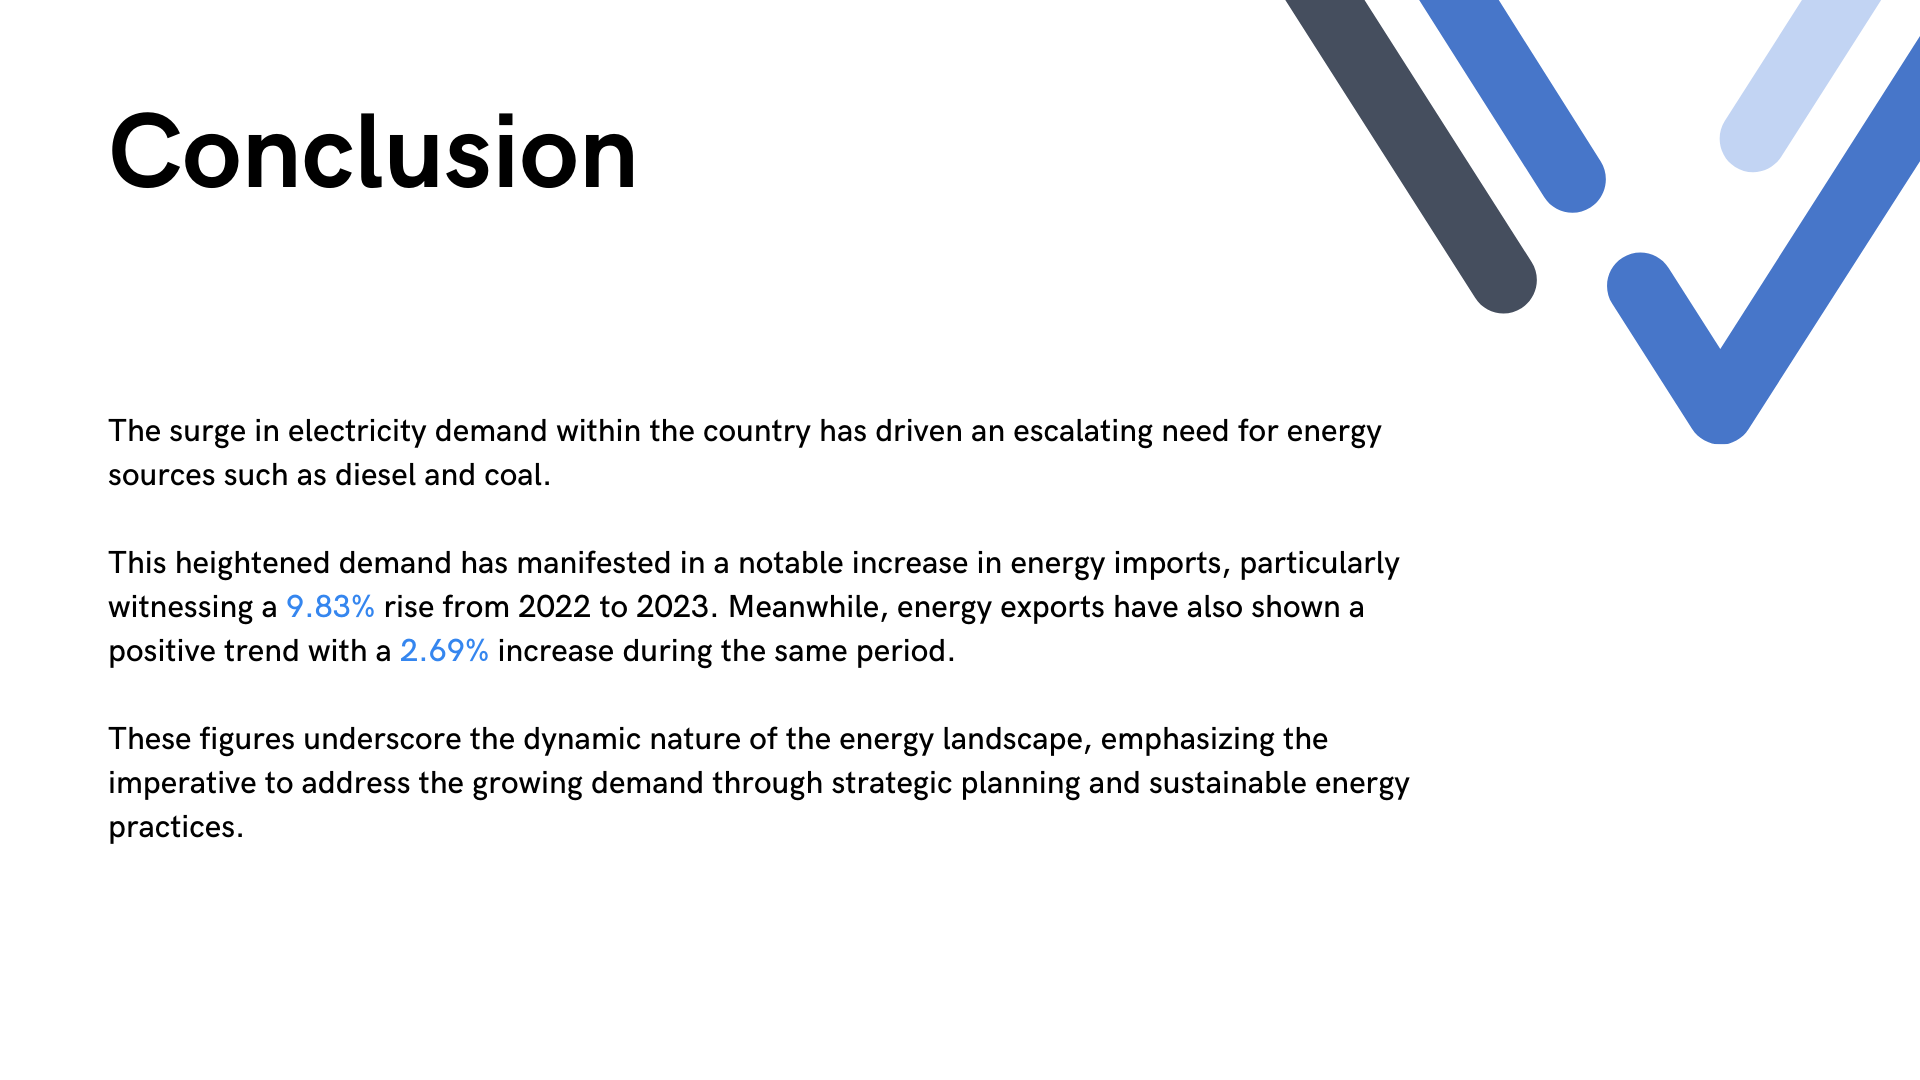 Conclusion
The surge in electricity demand within the country has driven an escalating need for energy
sources such as diesel and coal.
This heightened demand has manifested in a notable increase in energy imports, particularly
witnessing a 9.83% rise from 2022 to 2023. Meanwhile, energy exports have also shown a
positive trend with a 2.69% increase during the same period.
These figures underscore the dynamic nature of the energy landscape, emphasizing the
imperative to address the growing demand through strategic planning and sustainable energy
practices.